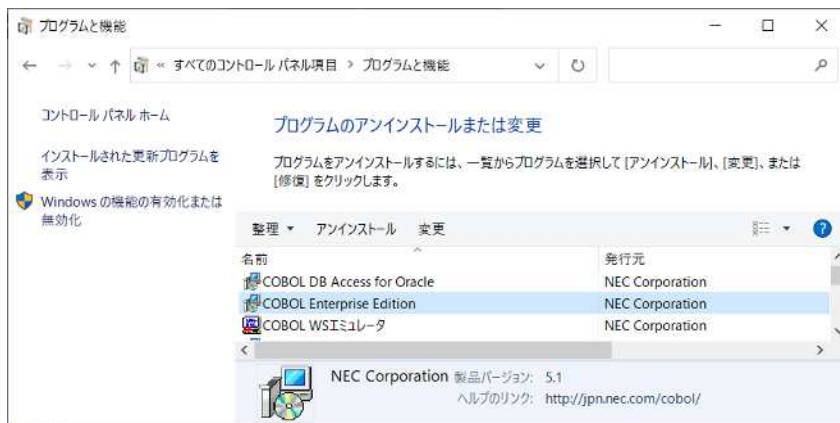 プログラムと機能
« すべてのコントロール パネル項目 > プログラムと機能
コントロール パネル ホーム
インストールされた更新プログラムを
表示
Windows の機能の有効化または
無効化
プログラムのアンインストールまたは変更
プログラムをアンインストールするには、一覧からプログラムを選択して [アンインストール]、[変更]、または
[修復] をクリックします。
整理 アンインストール 変更
名前 発行元
COBOL DB Access for Oracle NEC Corporation
COBOL Enterprise Edition NEC Corporation
COBOL WSエミュレータ NEC Corporation
NEC Corporation 製品バージョン: 5.1
ヘルプのリンク: http://jpn.nec.com/cobol/